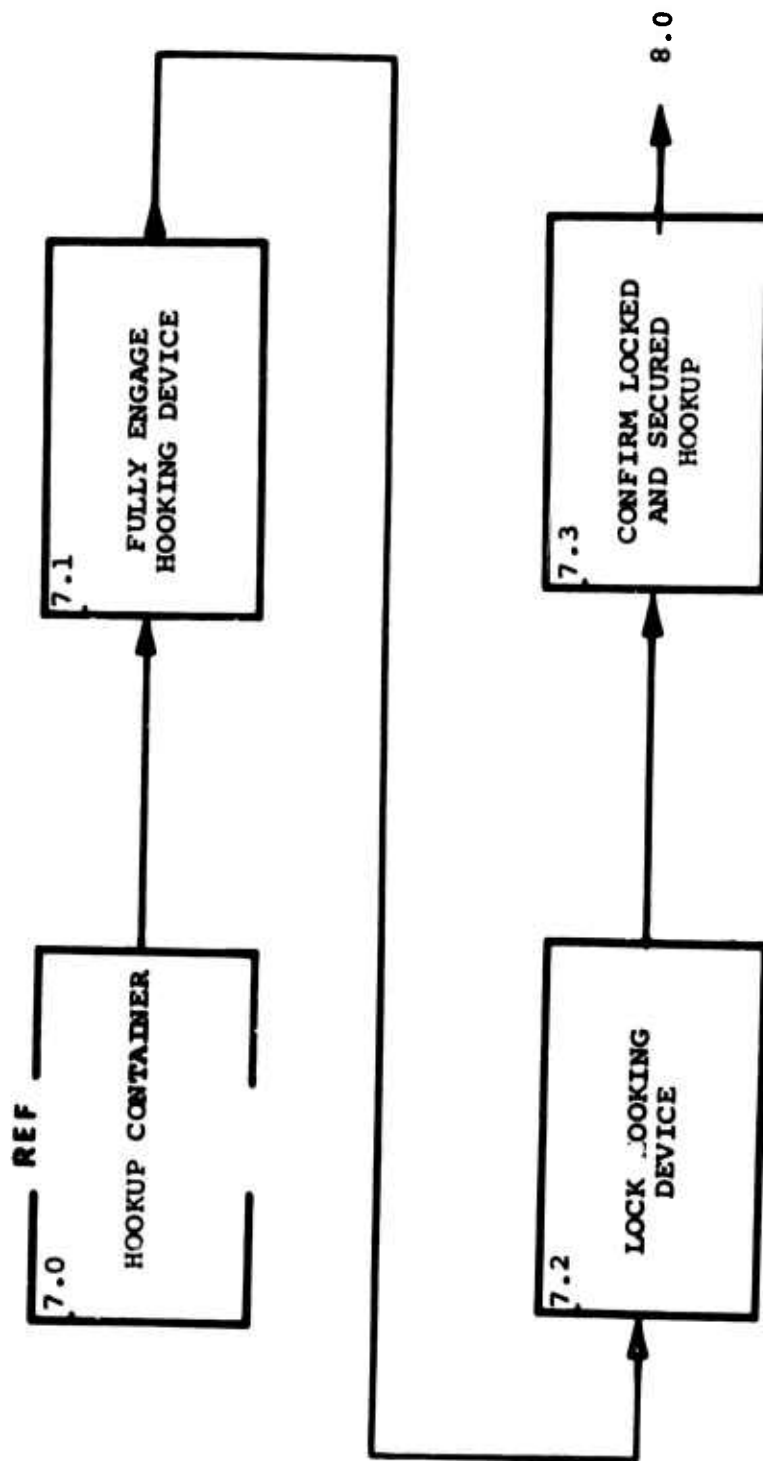 REF
7.0
HOOKUP CONTAINER
7.1
FULLY ENGAGE
HOOKING DEVICE
7.2
LOCK HOOKING
DEVICE
7.3
CONFIRM LOCKED
AND SECURED
HOOKUP
8.0